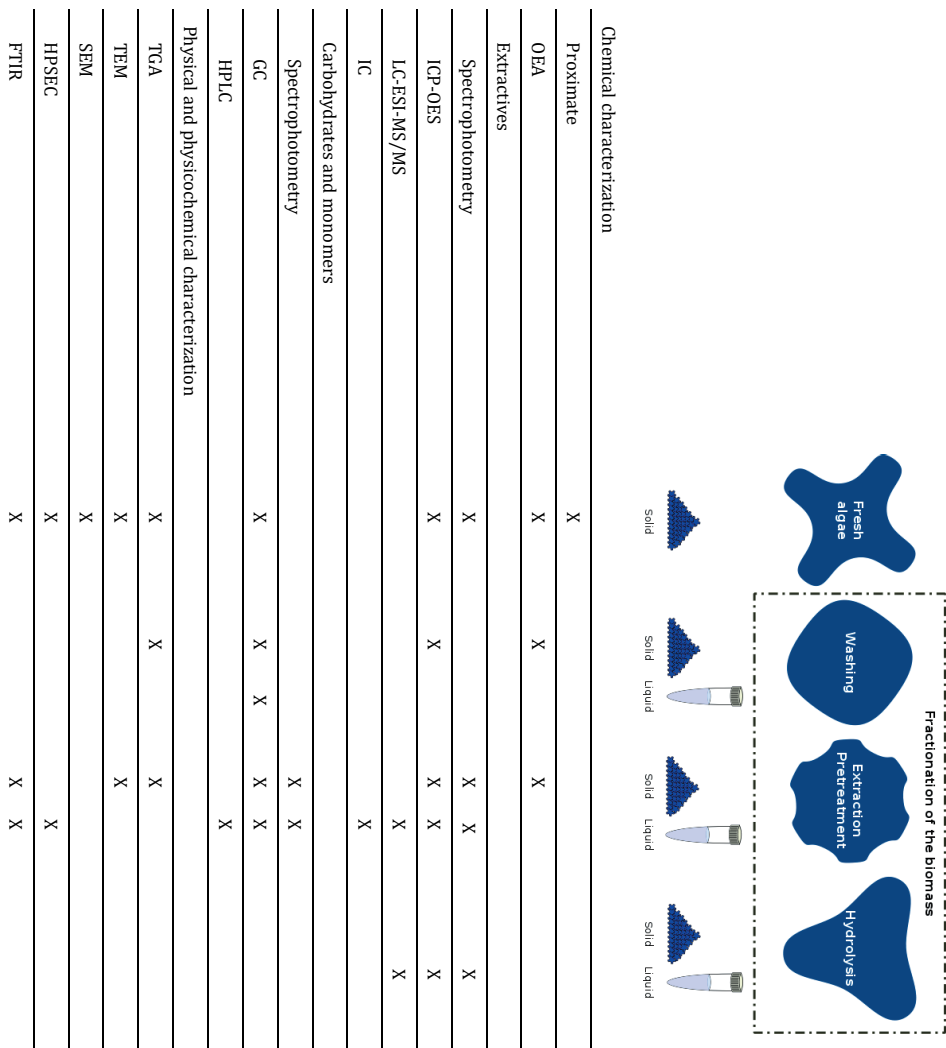 Fractionation of the biomass
Fresh
algae
Washing
Extraction
Pretreatment
Hydrolysis
Solid Solid Liquid Solid Liquid Solid Liquid
Chemical characterization
Proximate X
OEA X X X
Extractives
Spectrophotometry X X X X
ICP-OES X X X X X
LC-ESI-MS/MS X X
IC X
Carbohydrates and monomers
Spectrophotometry X X
GC X X X X X
HPLC X
Physical and physicochemical characterization
TGA X X X
TEM X X
SEM X
HPSEC X X
FTIR X X X